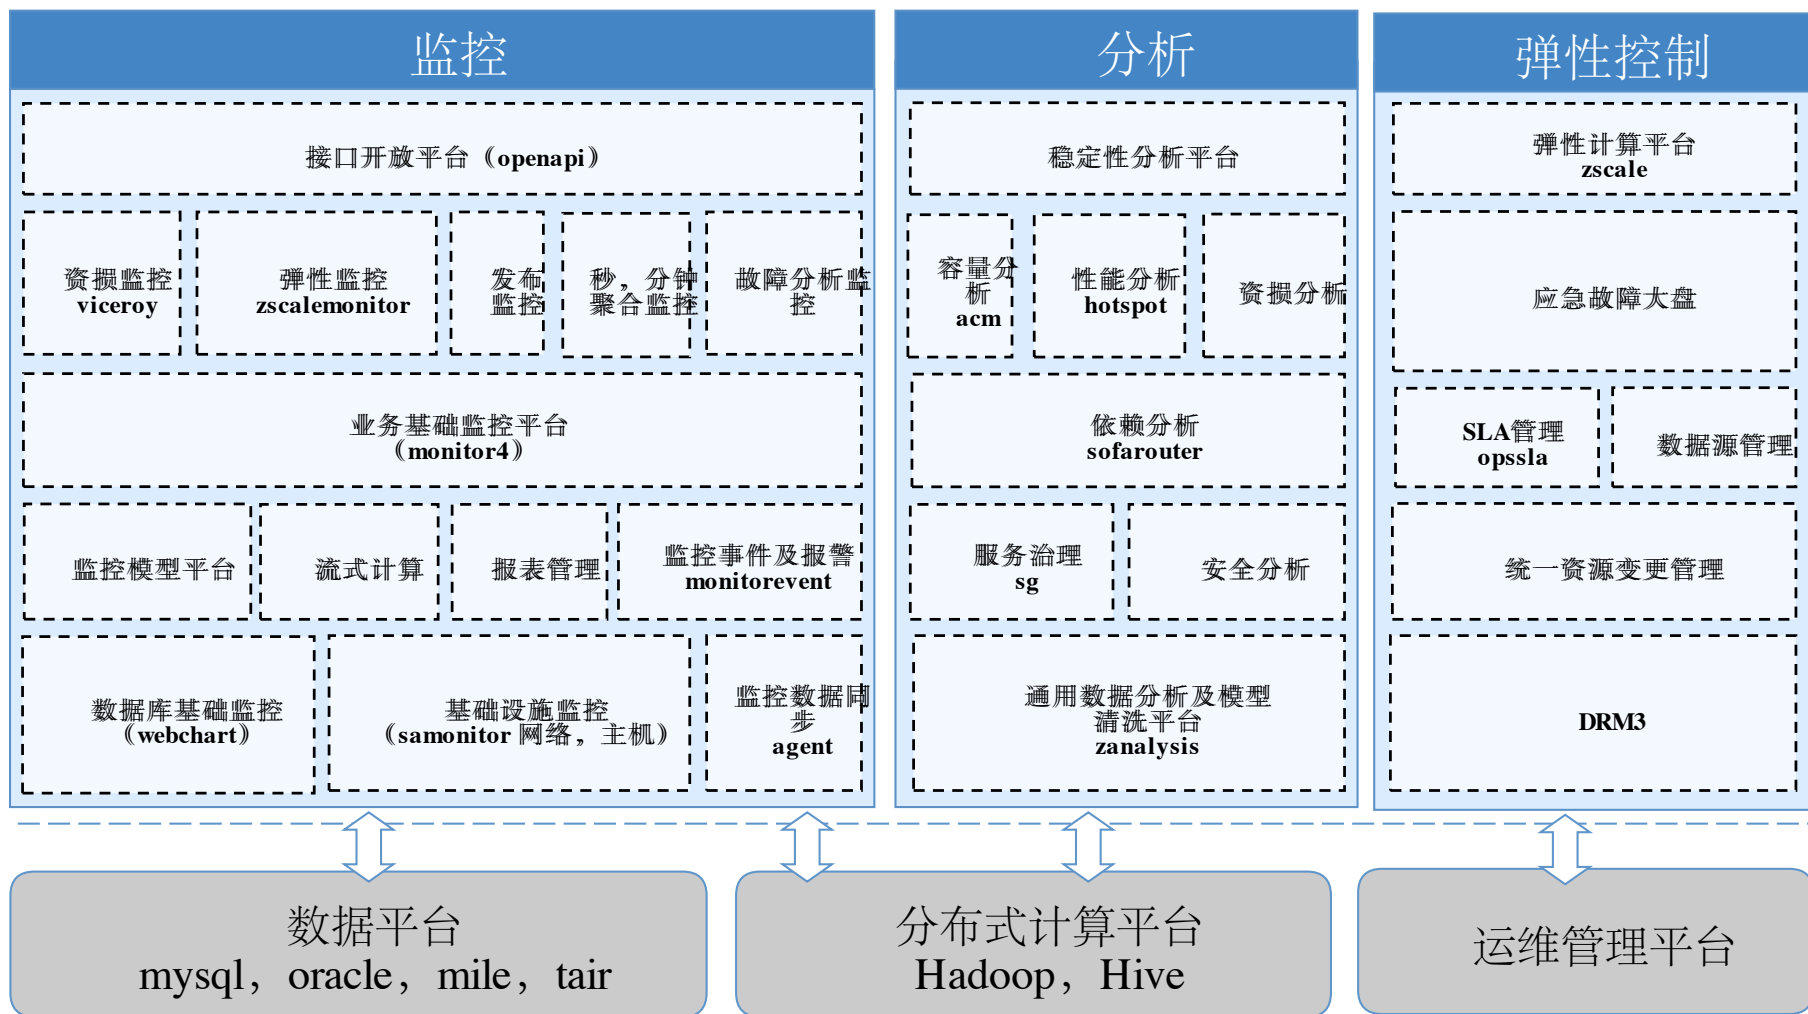 监控
接口开放平台（openapi）
资损监控
viceroy
弹性监控
zscalemonitor
发布
监控
秒，分钟
聚合监控
故障分析监
控
业务基础监控平台
（monitor4）
监控模型平台
流式计算
报表管理
监控事件及报警
monitorevent
数据库基础监控
（webchart）
基础设施监控
（samonitor 网络，主机）
监控数据同
步
agent
分析
稳定性分析平台
容量分
析
acm
性能分析
hotspot
资损分析
依赖分析
sofarouter
服务治理
sg
安全分析
通用数据分析及模型
清洗平台
zanalysis
弹性控制
弹性计算平台
zscale
应急故障大盘
SLA管理
opssla
数据源管理
统一资源变更管理
DRM3
数据平台
mysql，oracle，mile，tair
分布式计算平台
Hadoop，Hive
运维管理平台